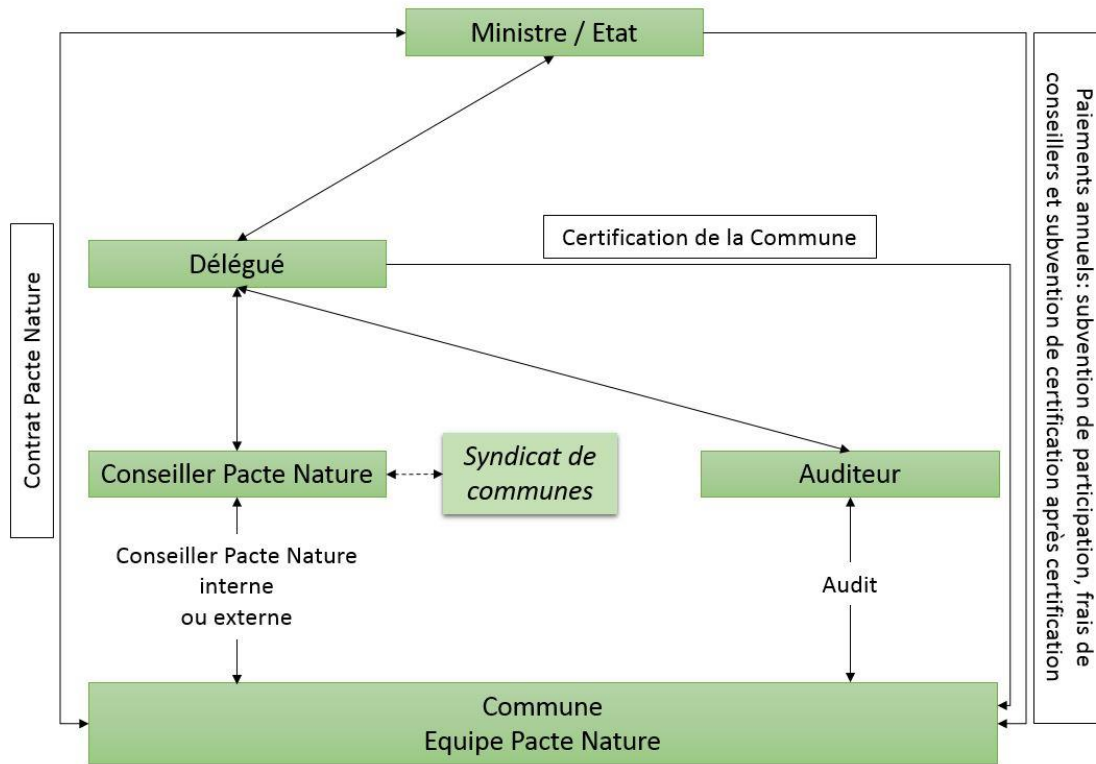 Ministre / Etat
Paiements annuels: subvention de participation, frais de
conseillers et subvention de certification après certification
Contrat Pacte Nature
Certification de la Commune
Délégué
Conseiller Pacte Nature
Syndicat de
communes
Auditeur
Conseiller Pacte Nature
interne
ou externe
Audit
Commune
Equipe Pacte Nature